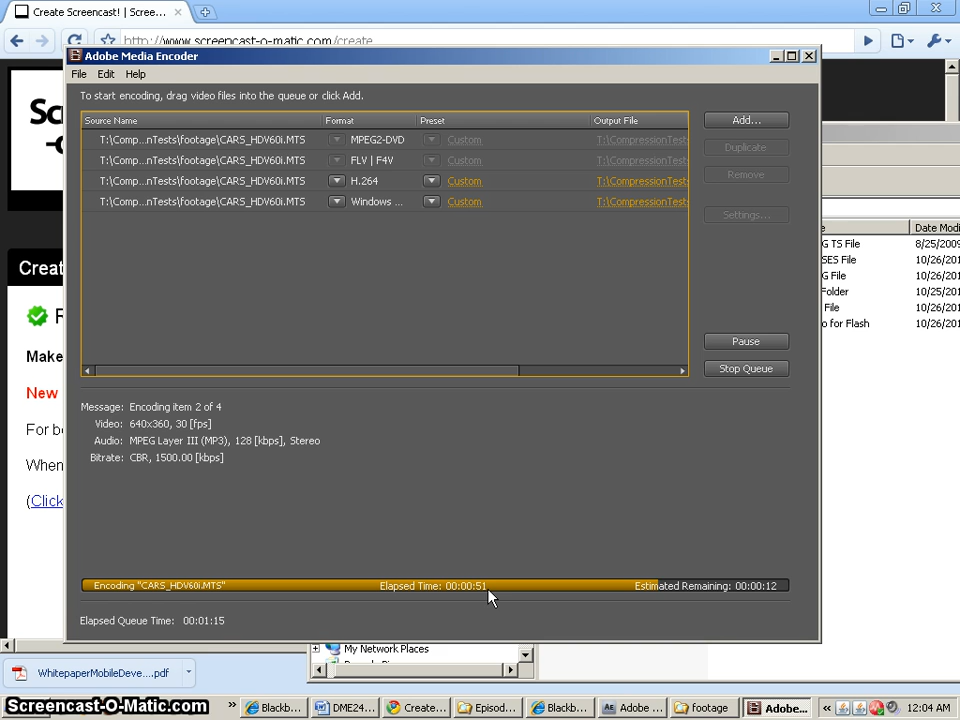 Create Screencast! | Scree...
http://www.screencast-o-matic.com/create
Adobe Media Encoder
File Edit Help
To start encoding, drag video files into the queue or click Add.
Source Name Format Preset Output File
T:\Comp...nTests\footage\CARS_HDV60i.MTS MPEG2-DVD Custom T:\CompressionTests
T:\Comp...nTests\footage\CARS_HDV60i.MTS FLV | F4V Custom T:\CompressionTests
T:\Comp...nTests\footage\CARS_HDV60i.MTS H.264 Custom T:\CompressionTests
T:\Comp...nTests\footage\CARS_HDV60i.MTS Windows ... Custom T:\CompressionTests
Add...
Duplicate
Remove
Settings...
Pause
Stop Queue
Message: Encoding item 2 of 4
Video: 640x360, 30 [fps]
Audio: MPEG Layer III (MP3), 128 [kbps], Stereo
Bitrate: CBR, 1500.00 [kbps]
Encoding "CARS_HDV60i.MTS" Elapsed Time: 00:00:51 Estimated Remaining: 00:00:12
Elapsed Queue Time: 00:01:15
Sc
-O
Creat
R
Make
New
For be
When
(Click
e Date Modi
G TS File 8/25/2009
SES File 10/26/201
G File 10/26/201
Folder 10/25/201
File 10/26/201
o for Flash 10/26/201
My Network Places
WhitepaperMobileDeve....pdf
Screencast-O-Matic.com
» Blackb... DME24... Create... Episod... Blackb... Adobe ... footage Adobe... « 12:04 AM